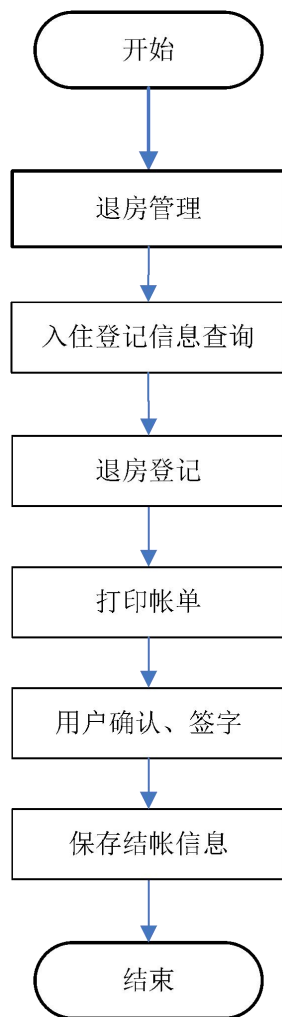 开始
退房管理
入住登记信息查询
退房登记
打印帐单
用户确认、签字
保存结帐信息
结束